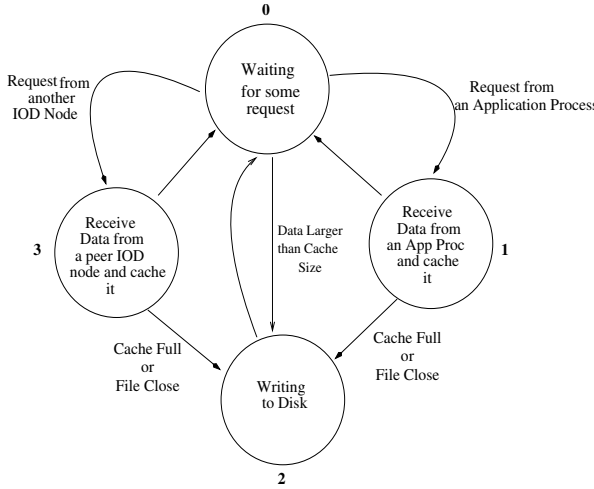 0
Waiting
for some
request
Request from
another
IOD Node
Request from
an Application Process
3
Receive
Data from
a peer IOD
node and cache
it
Data Larger
than Cache
Size
Receive
Data from
an App Proc
and cache
it
1
Cache Full
or
File Close
Cache Full
or
File Close
Writing
to Disk
2